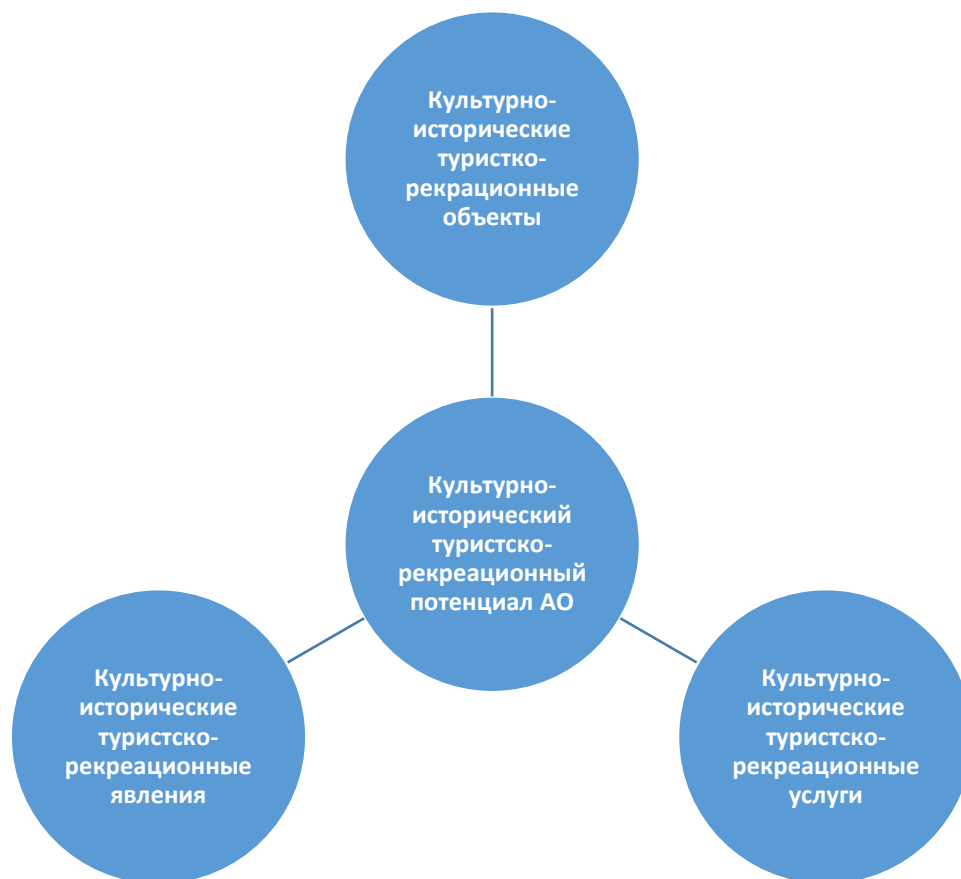 Культурно-
исторические
туристко-
рекрационные
объекты
Культурно-
исторический
туристско-
рекреационный
потенциал АО
Культурно-
исторические
туристско-
рекреационные
явления
Культурно-
исторические
туристско-
рекреационные
услуги